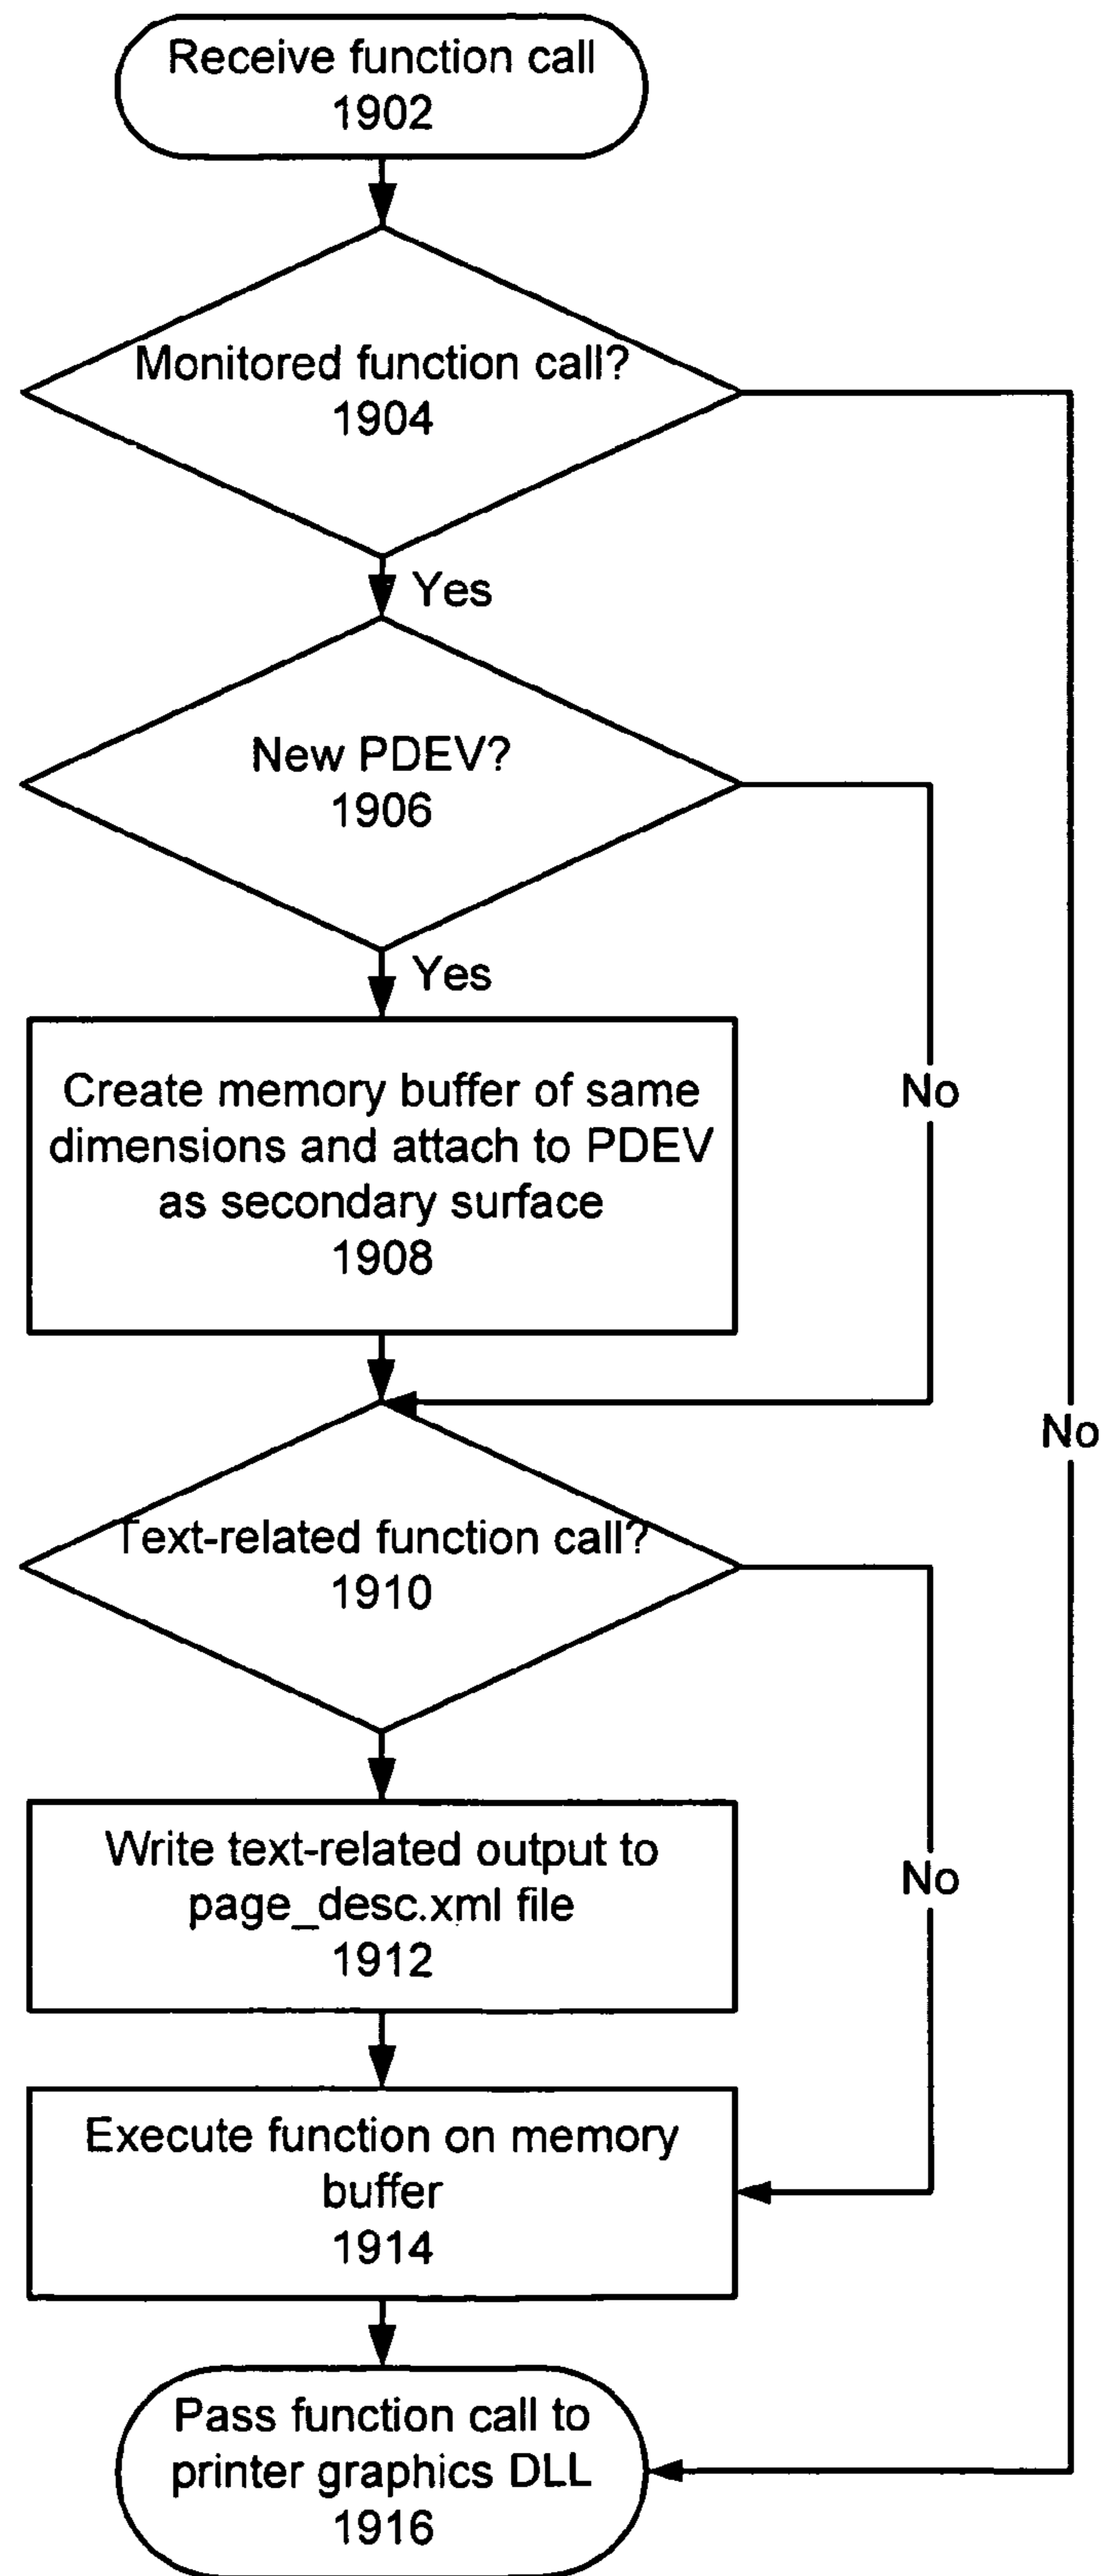 Receive function call
1902
Monitored function call?
1904
Yes
New PDEV?
1906
Yes
Create memory buffer of same
dimensions and attach to PDEV
as secondary surface
1908
No
No
Text-related function call?
1910
Write text-related output to
page_desc.xml file
1912
No
Execute function on memory
buffer
1914
Pass function call to
printer graphics DLL
1916